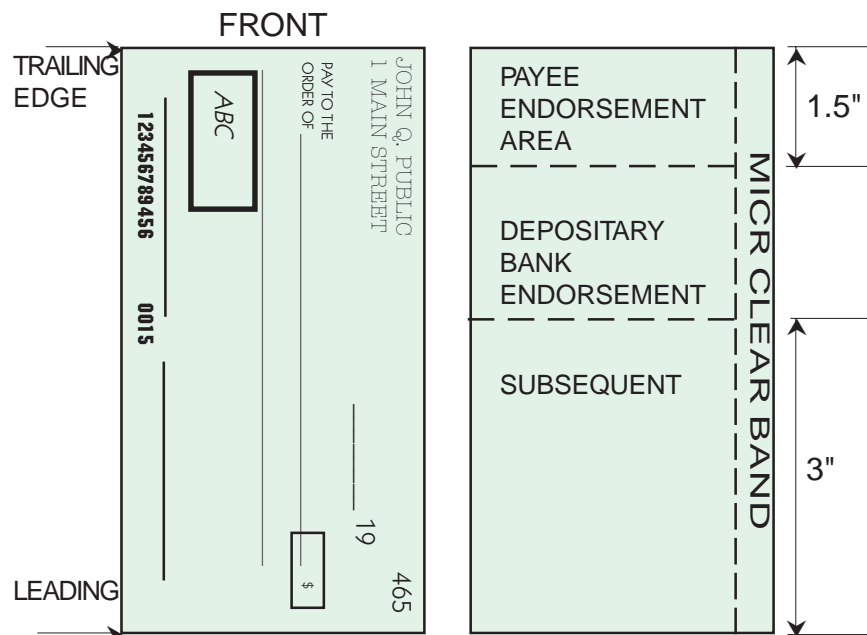 FRONT
TRAILING
EDGE
LEADING
JOHN Q. PUBLIC
1 MAIN STREET
PAY TO THE
ORDER OF
ABC
123456789456 0015
19
$
465
PAYEE
ENDORSEMENT
AREA
DEPOSITARY
BANK
ENDORSEMENT
SUBSEQUENT
MICR CLEAR BAND
1.5"
3"